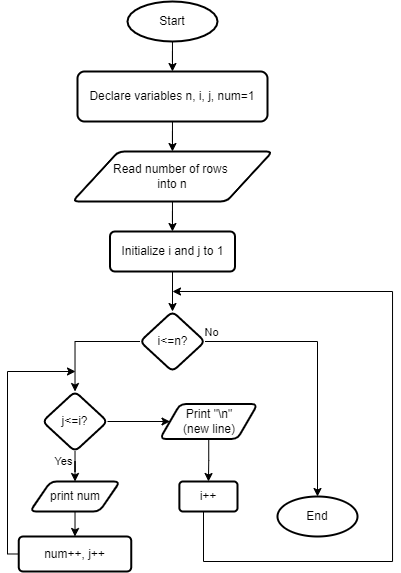 Start
Declare variables n, i, j, num=1
Read number of rows
into n
Initialize i and j to 1
i<=n?
No
j<=i?
Print "\n"
(new line)
Yes
print num
i++
End
num++, j++